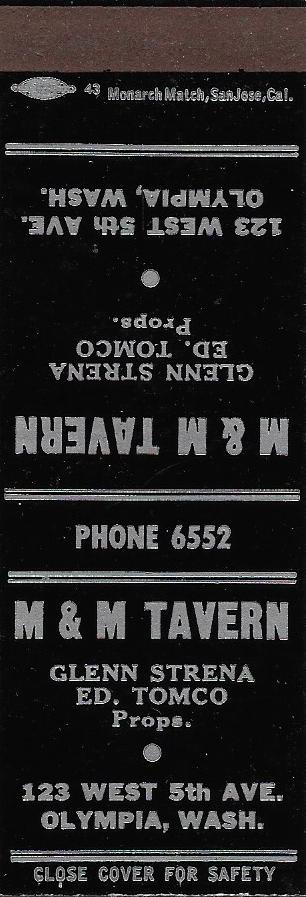 43 Monarch Match, San Jose, Cal.
M & M TAVERN
GLENN STRENA
ED. TOMCO
Props.
123 WEST 5th AVE.
OLYMPIA, WASH.
PHONE 6552
M & M TAVERN
GLENN STRENA
ED. TOMCO
Props.
123 WEST 5th AVE.
OLYMPIA, WASH.
CLOSE COVER FOR SAFETY